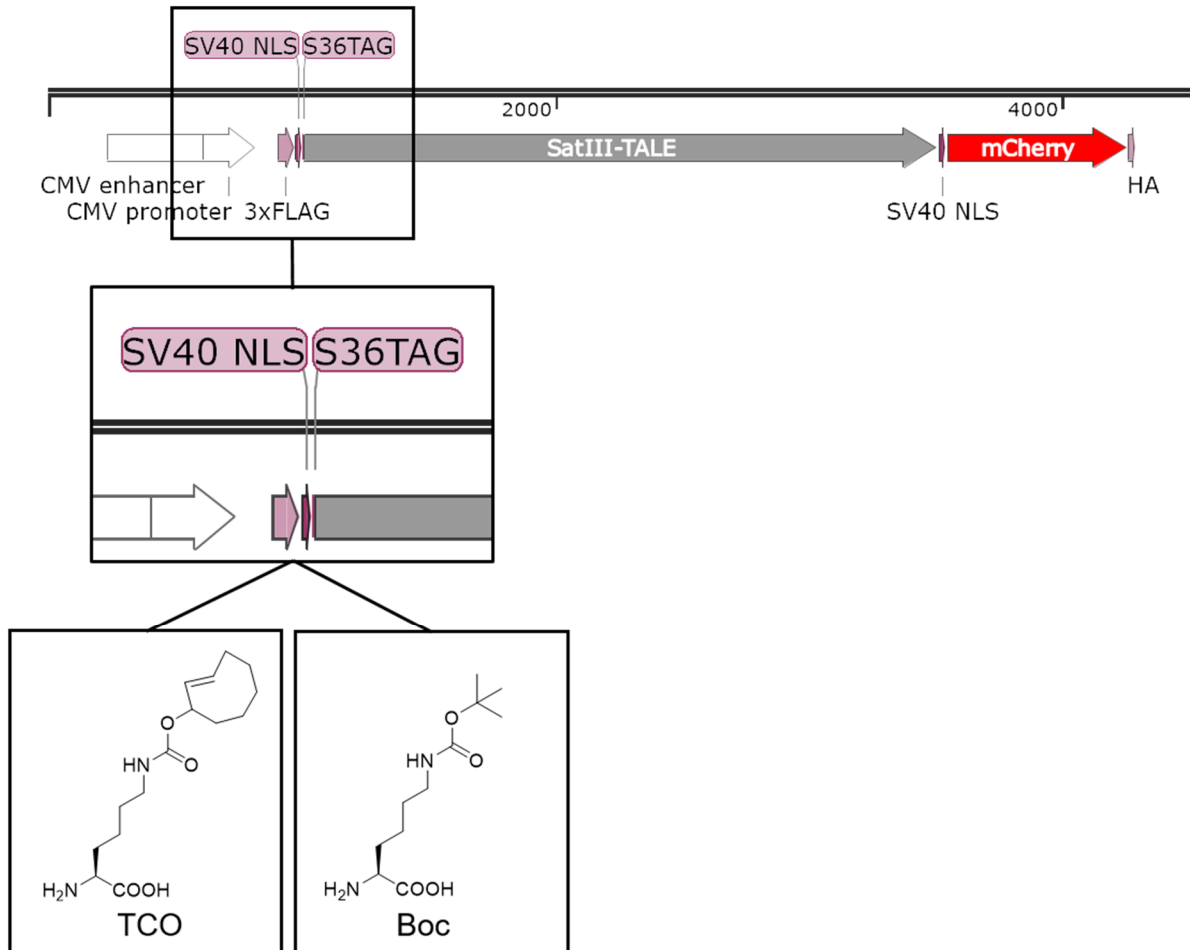 SV40 NLS S36TAG
2000 4000
SatIII-TALE mCherry
CMV enhancer HA
CMV promoter 3xFLAG SV40 NLS
SV40 NLS S36TAG
O O
HN O HN O
H₂N COOH H₂N COOH
TCO Boc